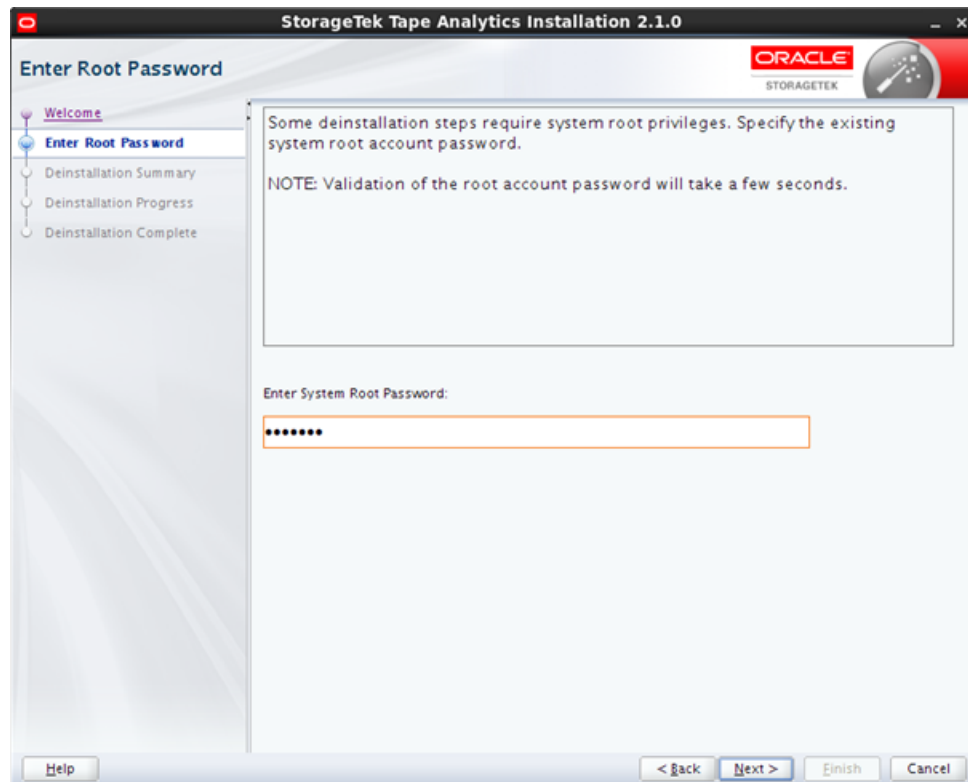 StorageTek Tape Analytics Installation 2.1.0
Enter Root Password
ORACLE
STORAGETEK
Welcome
Enter Root Password
Deinstallation Summary
Deinstallation Progress
Deinstallation Complete
Some deinstallation steps require system root privileges. Specify the existing
system root account password.
NOTE: Validation of the root account password will take a few seconds.
Enter System Root Password:
•••••••
Help
< Back
Next >
Finish
Cancel